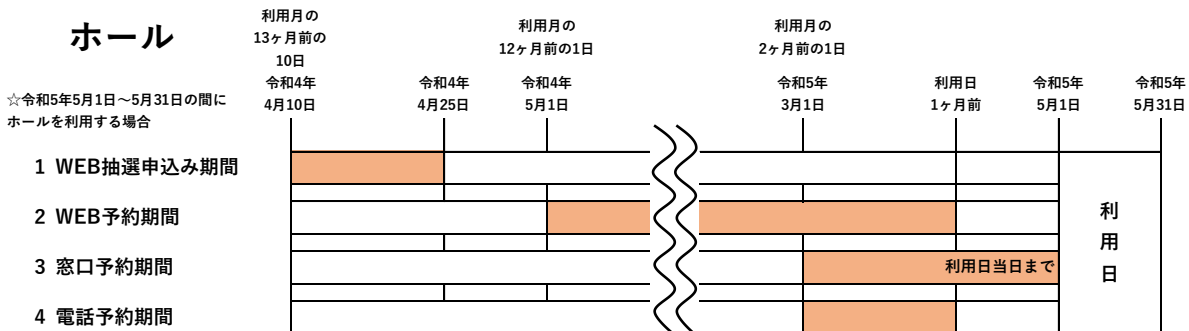 ホール
利用月の
13ヶ月前の
10日
利用月の
12ヶ月前の1日
利用月の
2ヶ月前の1日
令和4年
4月10日
令和4年
4月25日
令和4年
5月1日
令和5年
3月1日
利用日
1ヶ月前
令和5年
5月1日
令和5年
5月31日
☆令和5年5月1日～5月31日の間に
ホールを利用する場合
1 WEB抽選申込み期間
2 WEB予約期間
3 窓口予約期間
利用日当日まで
4 電話予約期間
利
用
日